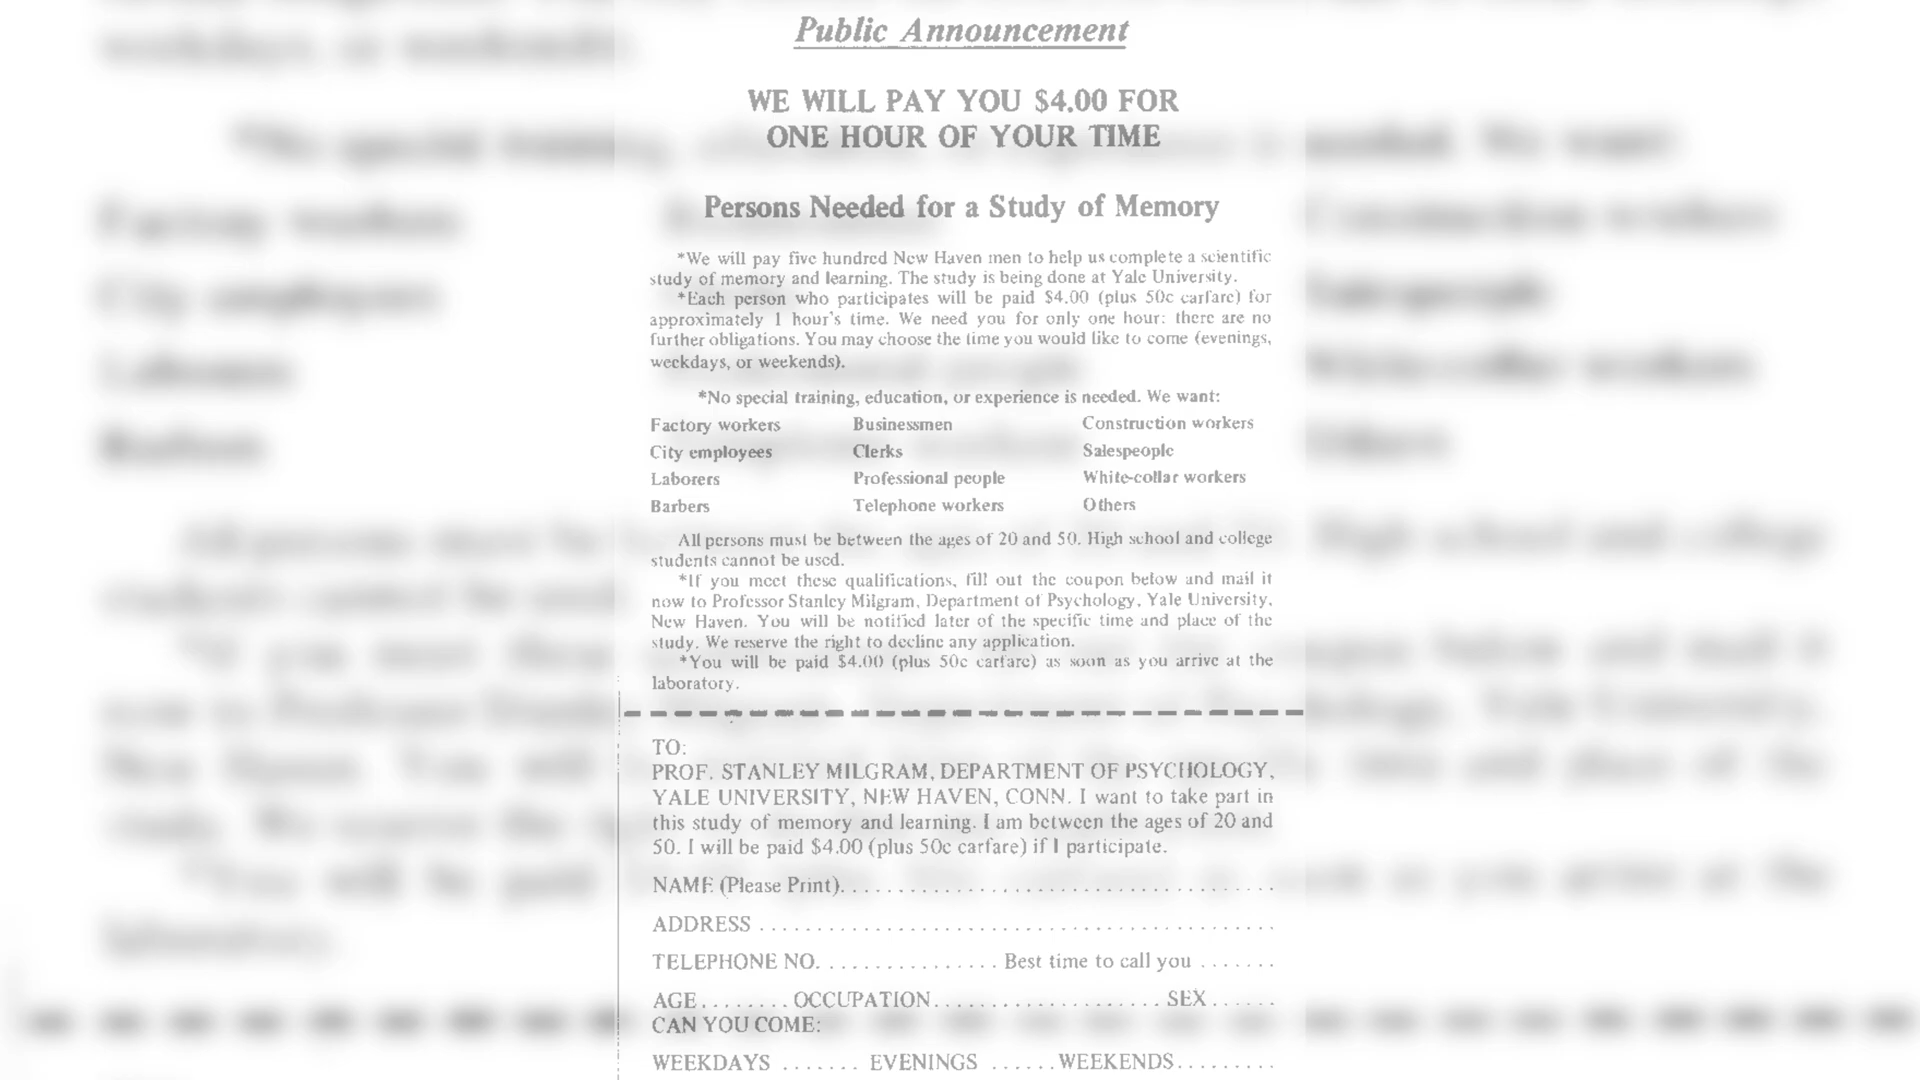 Public Announcement
WE WILL PAY YOU $4.00 FOR
ONE HOUR OF YOUR TIME
Persons Needed for a Study of Memory
*We will pay five hundred New Haven men to help us complete a scientific
study of memory and learning. The study is being done at Yale University.
*Each person who participates will be paid $4.00 (plus 50c carfare) for
approximately 1 hour's time. We need you for only one hour: there are no
further obligations. You may choose the time you would like to come (evenings,
weekdays, or weekends).
*No special training, education, or experience is needed. We want:
Factory workers Businessmen Construction workers
City employees Clerks Salespeople
Laborers Professional people White-collar workers
Barbers Telephone workers Others
All persons must be between the ages of 20 and 50. High school and college
students cannot be used.
*If you meet these qualifications, fill out the coupon below and mail it
now to Professor Stanley Milgram, Department of Psychology, Yale University,
New Haven. You will be notified later of the specific time and place of the
study. We reserve the right to decline any application.
*You will be paid $4.00 (plus 50c carfare) as soon as you arrive at the
laboratory.
TO:
PROF. STANLEY MILGRAM, DEPARTMENT OF PSYCHOLOGY,
YALE UNIVERSITY, NEW HAVEN, CONN. I want to take part in
this study of memory and learning. I am between the ages of 20 and
50. I will be paid $4.00 (plus 50c carfare) if I participate.
NAME (Please Print). . . . . . . . . . . . . . . . . . . . . . . . . . . . . . . . . . . . . .
ADDRESS . . . . . . . . . . . . . . . . . . . . . . . . . . . . . . . . . . . . . . . . . . . .
TELEPHONE NO. . . . . . . . . . . . . . . . Best time to call you . . . . . . .
AGE . . . . . . . . OCCUPATION . . . . . . . . . . . . . . . . . . . . SEX . . . . . .
CAN YOU COME:
WEEKDAYS . . . . . . . EVENINGS . . . . . . WEEKENDS . . . . . . . . .